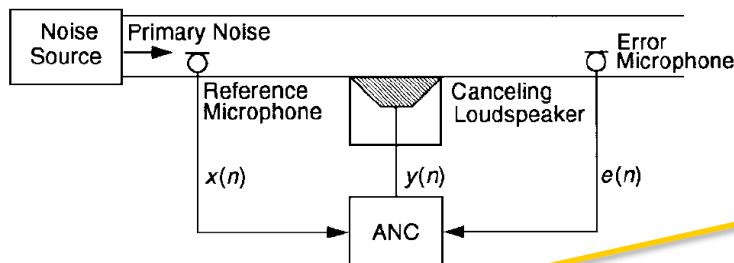 Noise
Source
Primary Noise
Reference
Microphone
Canceling
Loudspeaker
Error
Microphone
x(n)
y(n)
e(n)
ANC